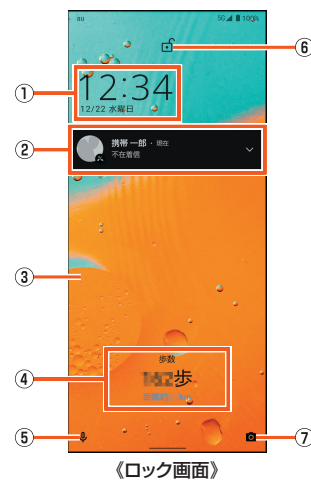 au 5G 100%
⑥
①
12:34
12/22 水曜日
②
携帯 一郎・現在
不在着信
③
歩数
④
歩
⑤
⑦
《ロック画面》